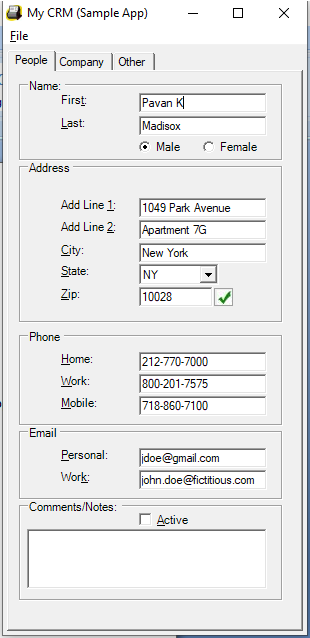 My CRM (Sample App)
File
People Company Other
Name:
First: Pavan K
Last: Madisox
Male Female
Address
Add Line 1: 1049 Park Avenue
Add Line 2: Apartment 7G
City: New York
State: NY
Zip: 10028
Phone
Home: 212-770-7000
Work: 800-201-7575
Mobile: 718-860-7100
Email
Personal: jdoe@gmail.com
Work: john.doe@fictitious.com
Comments/Notes:
Active